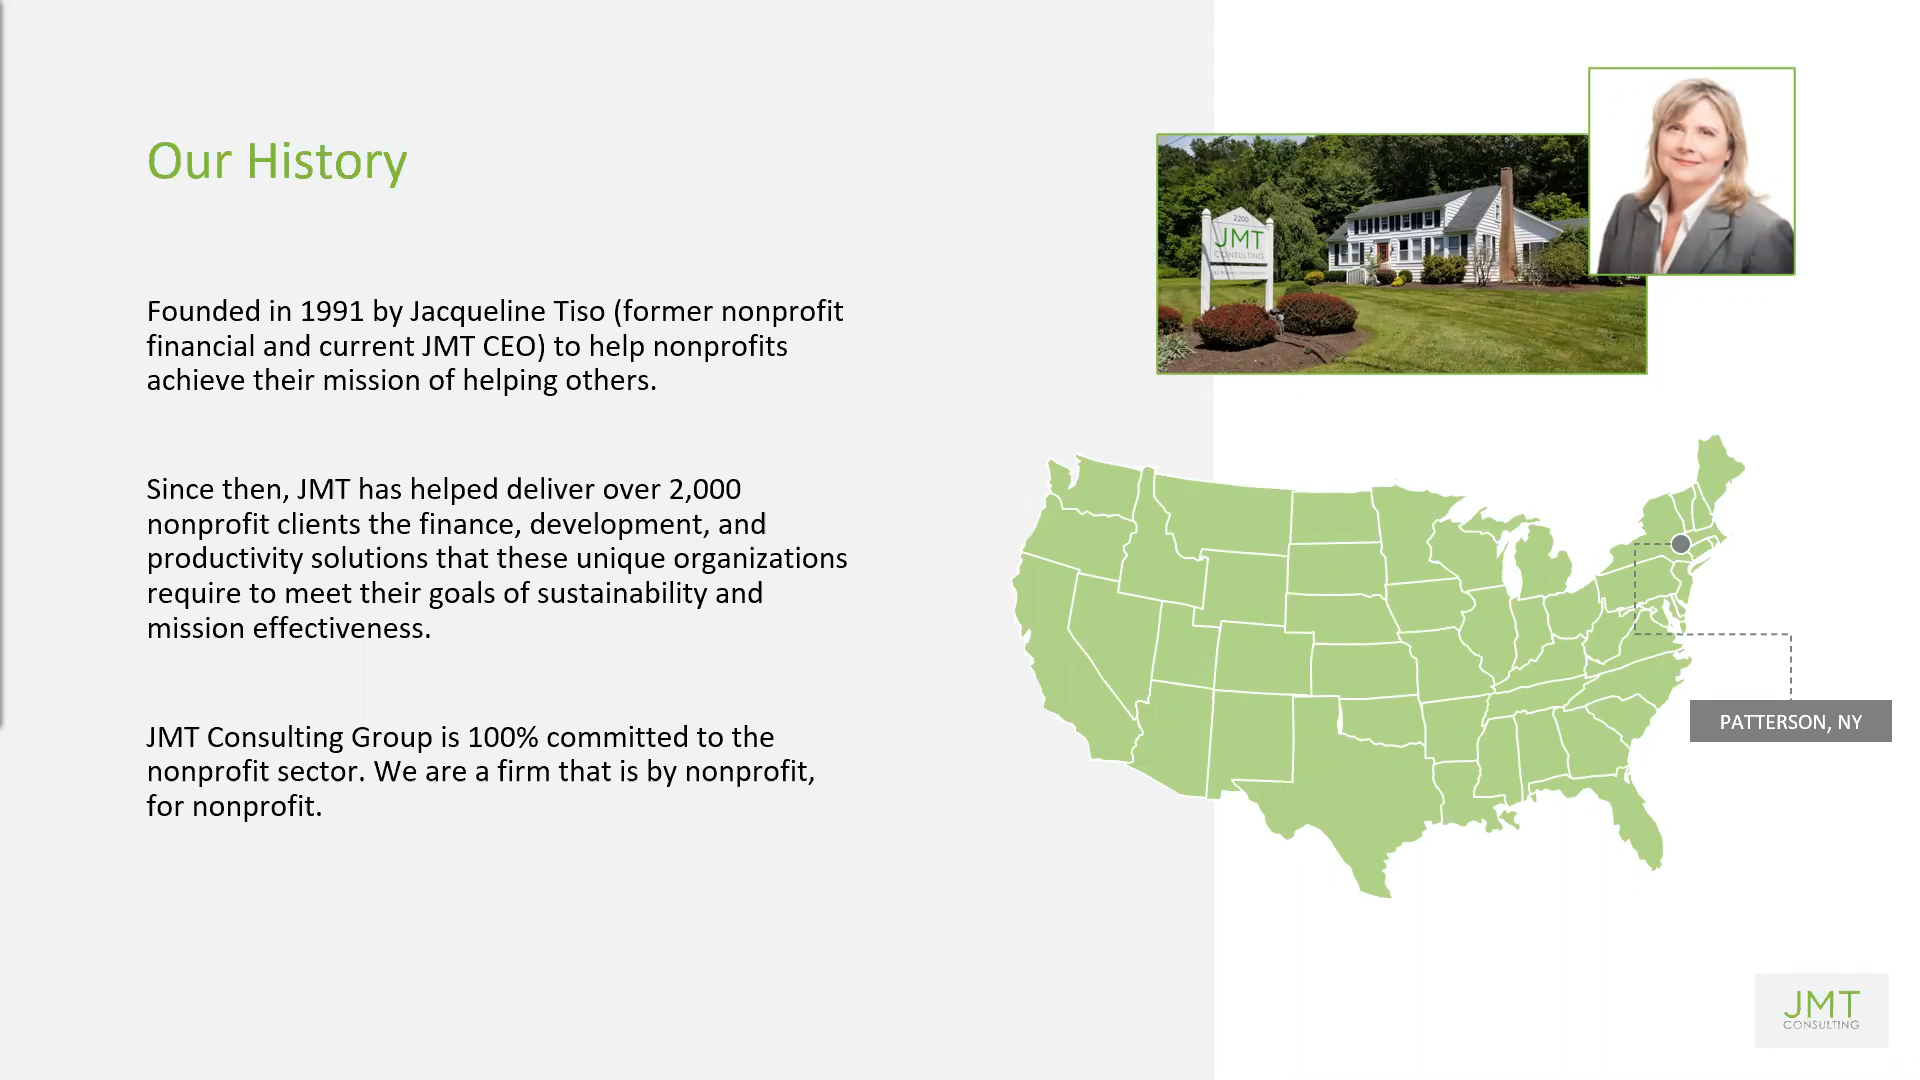 Our History
Founded in 1991 by Jacqueline Tiso (former nonprofit
financial and current JMT CEO) to help nonprofits
achieve their mission of helping others.
Since then, JMT has helped deliver over 2,000
nonprofit clients the finance, development, and
productivity solutions that these unique organizations
require to meet their goals of sustainability and
mission effectiveness.
JMT Consulting Group is 100% committed to the
nonprofit sector. We are a firm that is by nonprofit,
for nonprofit.
2200
JMT
CONSULTING
PATTERSON, NY
JMT
CONSULTING